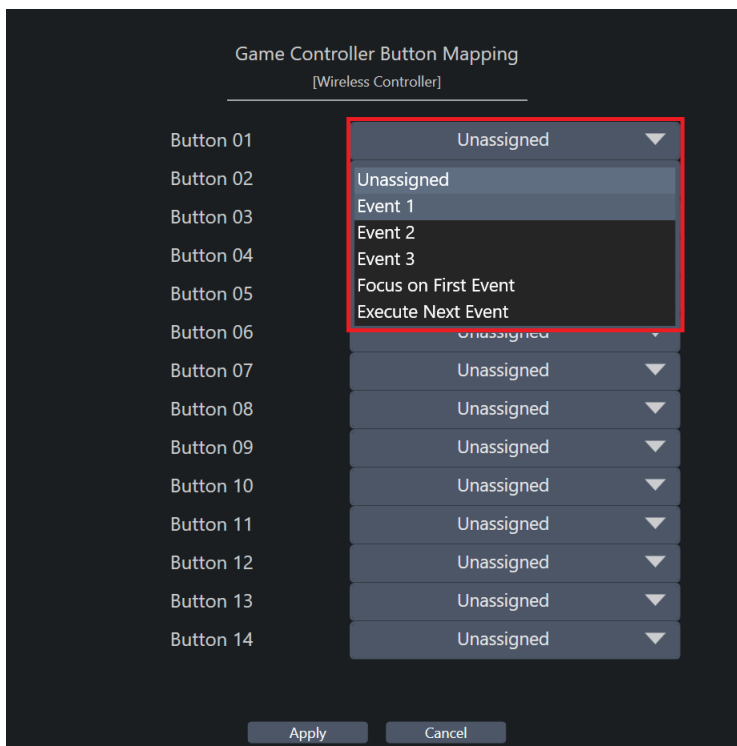 Game Controller Button Mapping
[Wireless Controller]
Button 01 Unassigned
Button 02 Unassigned
Button 03 Event 1
Event 2
Button 04 Event 3
Button 05 Focus on First Event
Execute Next Event
Button 06 Unassigned
Button 07 Unassigned
Button 08 Unassigned
Button 09 Unassigned
Button 10 Unassigned
Button 11 Unassigned
Button 12 Unassigned
Button 13 Unassigned
Button 14 Unassigned
Apply Cancel